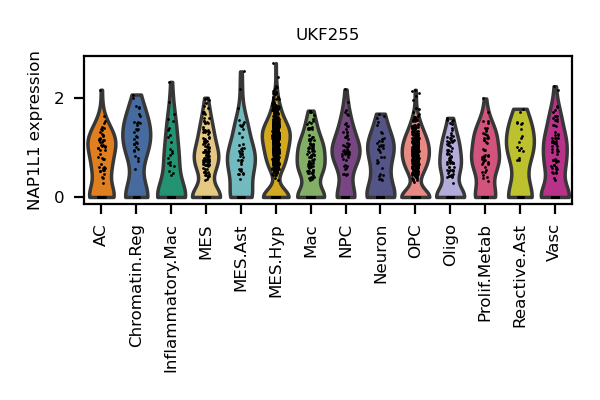 UKF255
NAP1L1 expression
2
0
AC
Chromatin.Reg
Inflammatory.Mac
MES
MES.Ast
MES.Hyp
Mac
NPC
Neuron
OPC
Oligo
Prolif.Metab
Reactive.Ast
Vasc